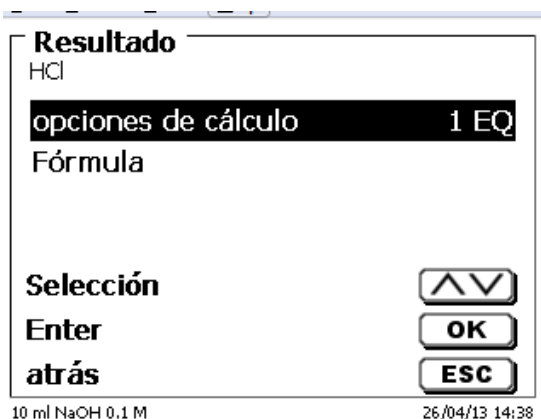 Resultado
HCl
opciones de cálculo 1 EQ
Fórmula
Selección
Enter OK
atrás ESC
10 ml NaOH 0.1 M 26/04/13 14:38